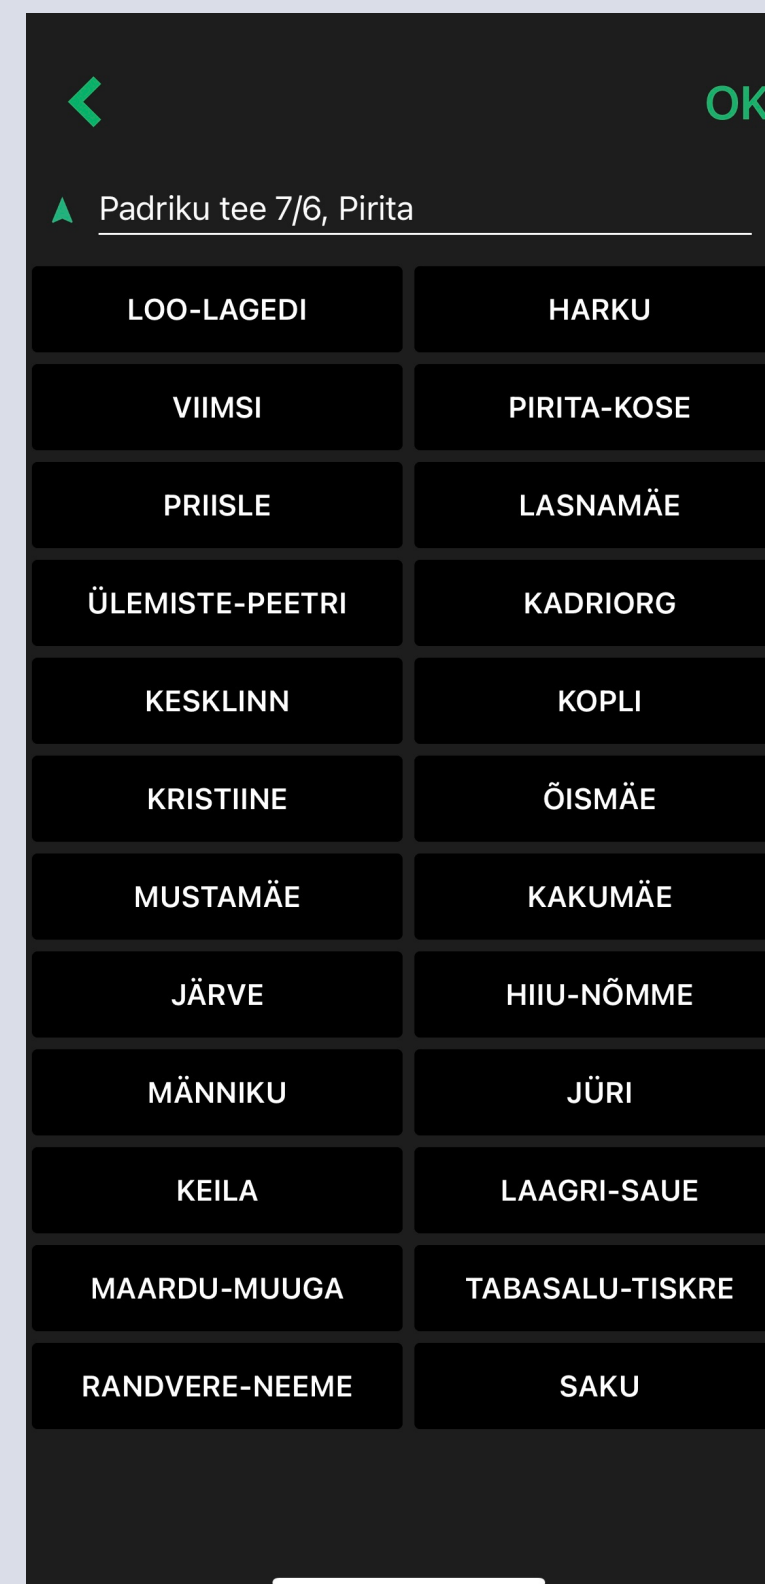 OK
Padriku tee 7/6, Pirita
LOO-LAGEDI
HARKU
VIIMSI
PIRITA-KOSE
PRIISLE
LASNAMÄE
ÜLEMISTE-PEETRI
KADRIORG
KESKLINN
KOPLI
KRISTIINE
ÕISMÄE
MUSTAMÄE
KAKUMÄE
JÄRVE
HIIU-NÕMME
MÄNNIKU
JÜRI
KEILA
LAAGRI-SAUE
MAARDU-MUUGA
TABASALU-TISKRE
RANDVERE-NEEME
SAKU